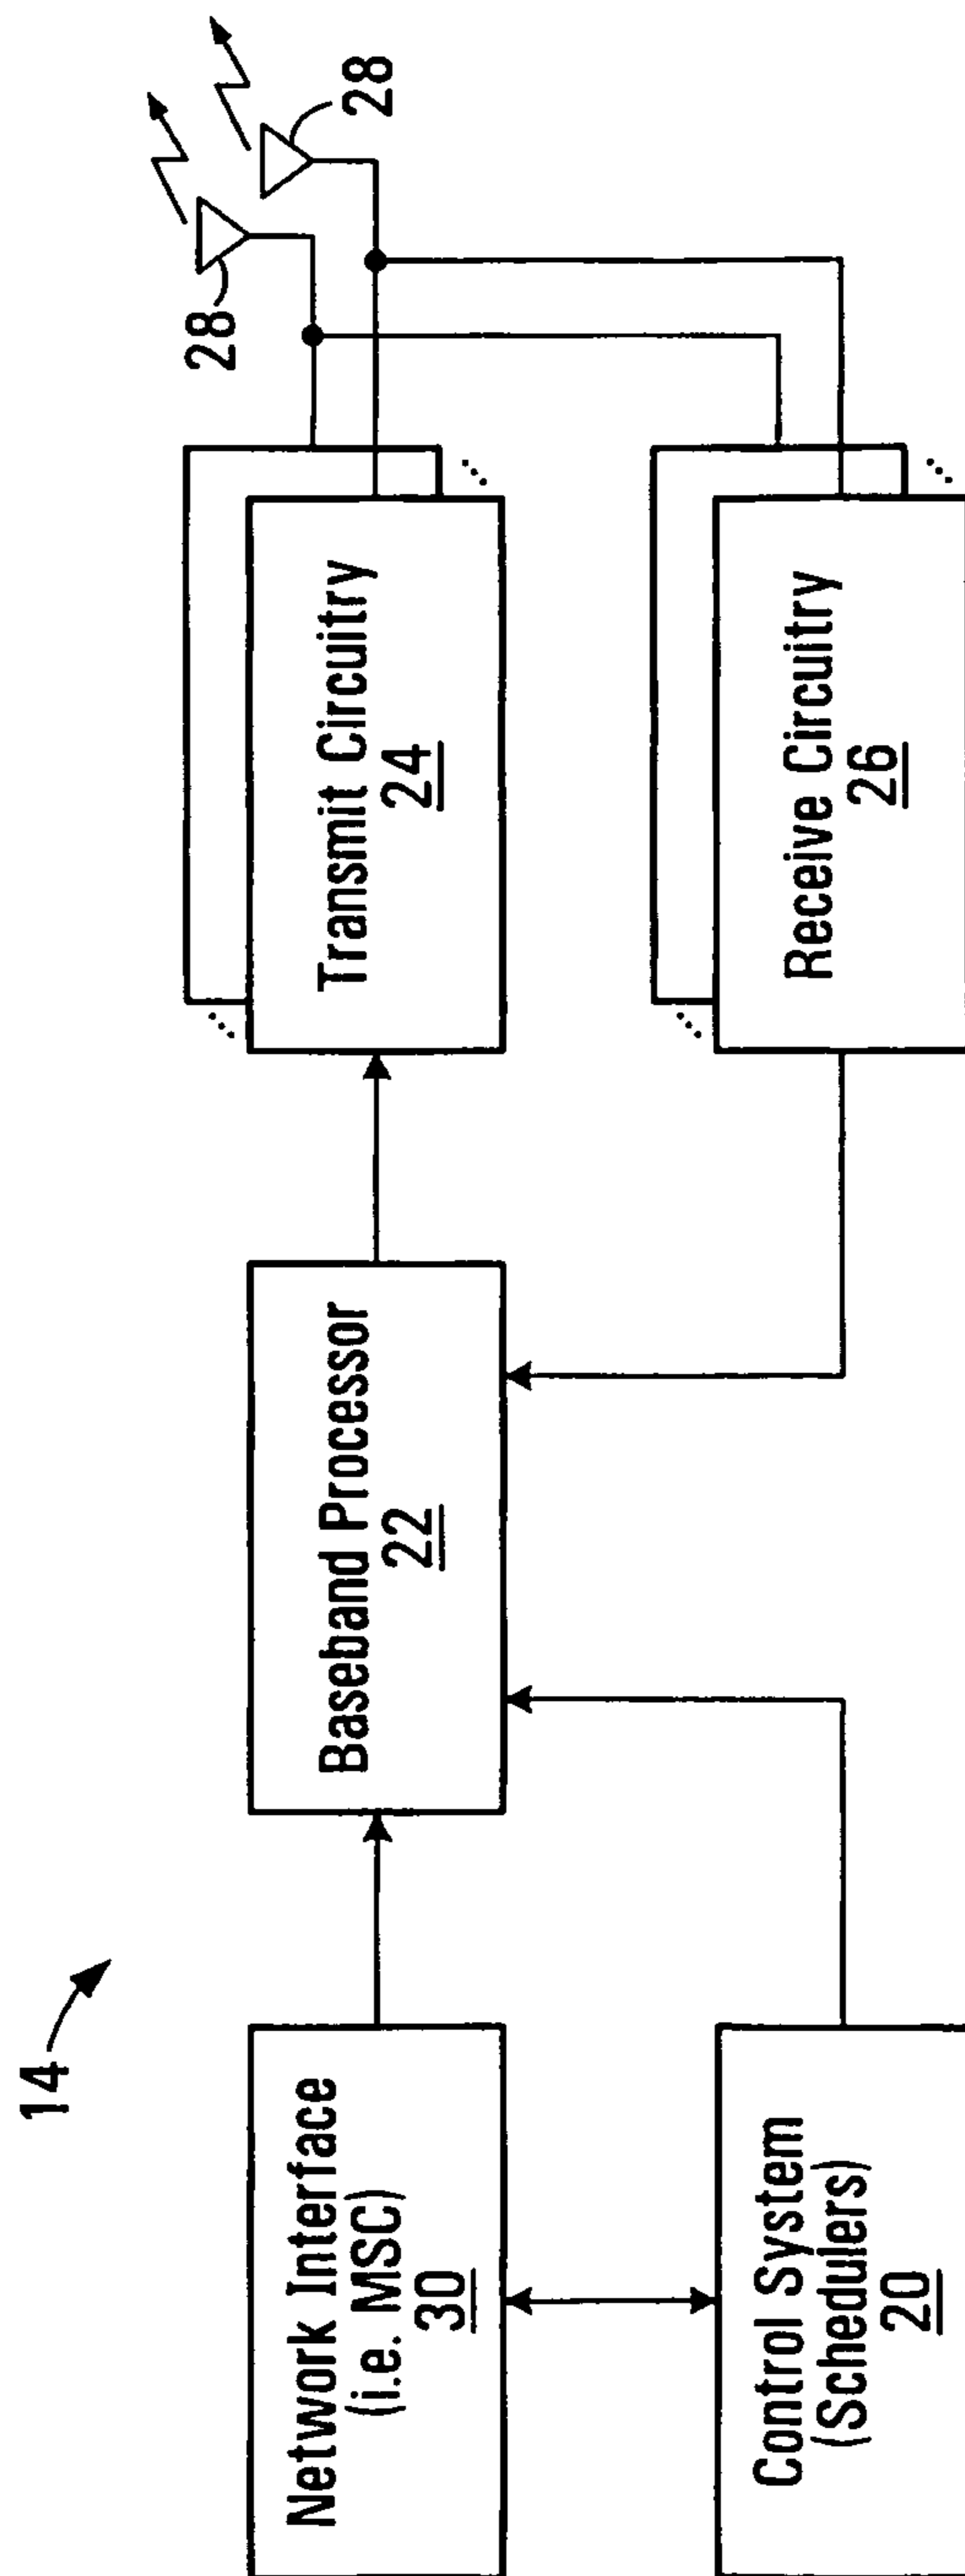 14
28
28
Transmit Circuitry
24
Receive Circuitry
26
Baseband Processor
22
Network Interface
(i.e. MSC)
30
Control System
(Schedulers)
20